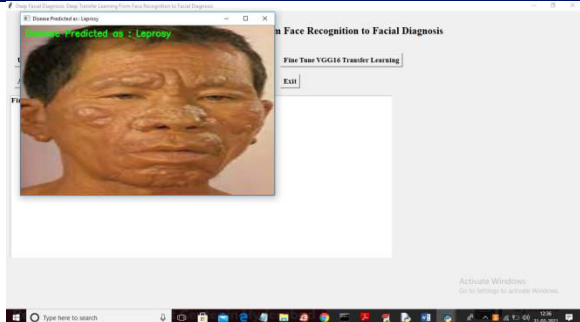 Deep Facial Diagnosis: Deep Transfer Learning From Face Recognition to Facial Diagnosis
Disease Predicted as : Leprosy
m Face Recognition to Facial Diagnosis
Disease Predicted as : Leprosy
Fine Tune VGG16 Transfer Learning
Exit
Activate Windows
Go to Settings to activate Windows.
Type here to search
12:36